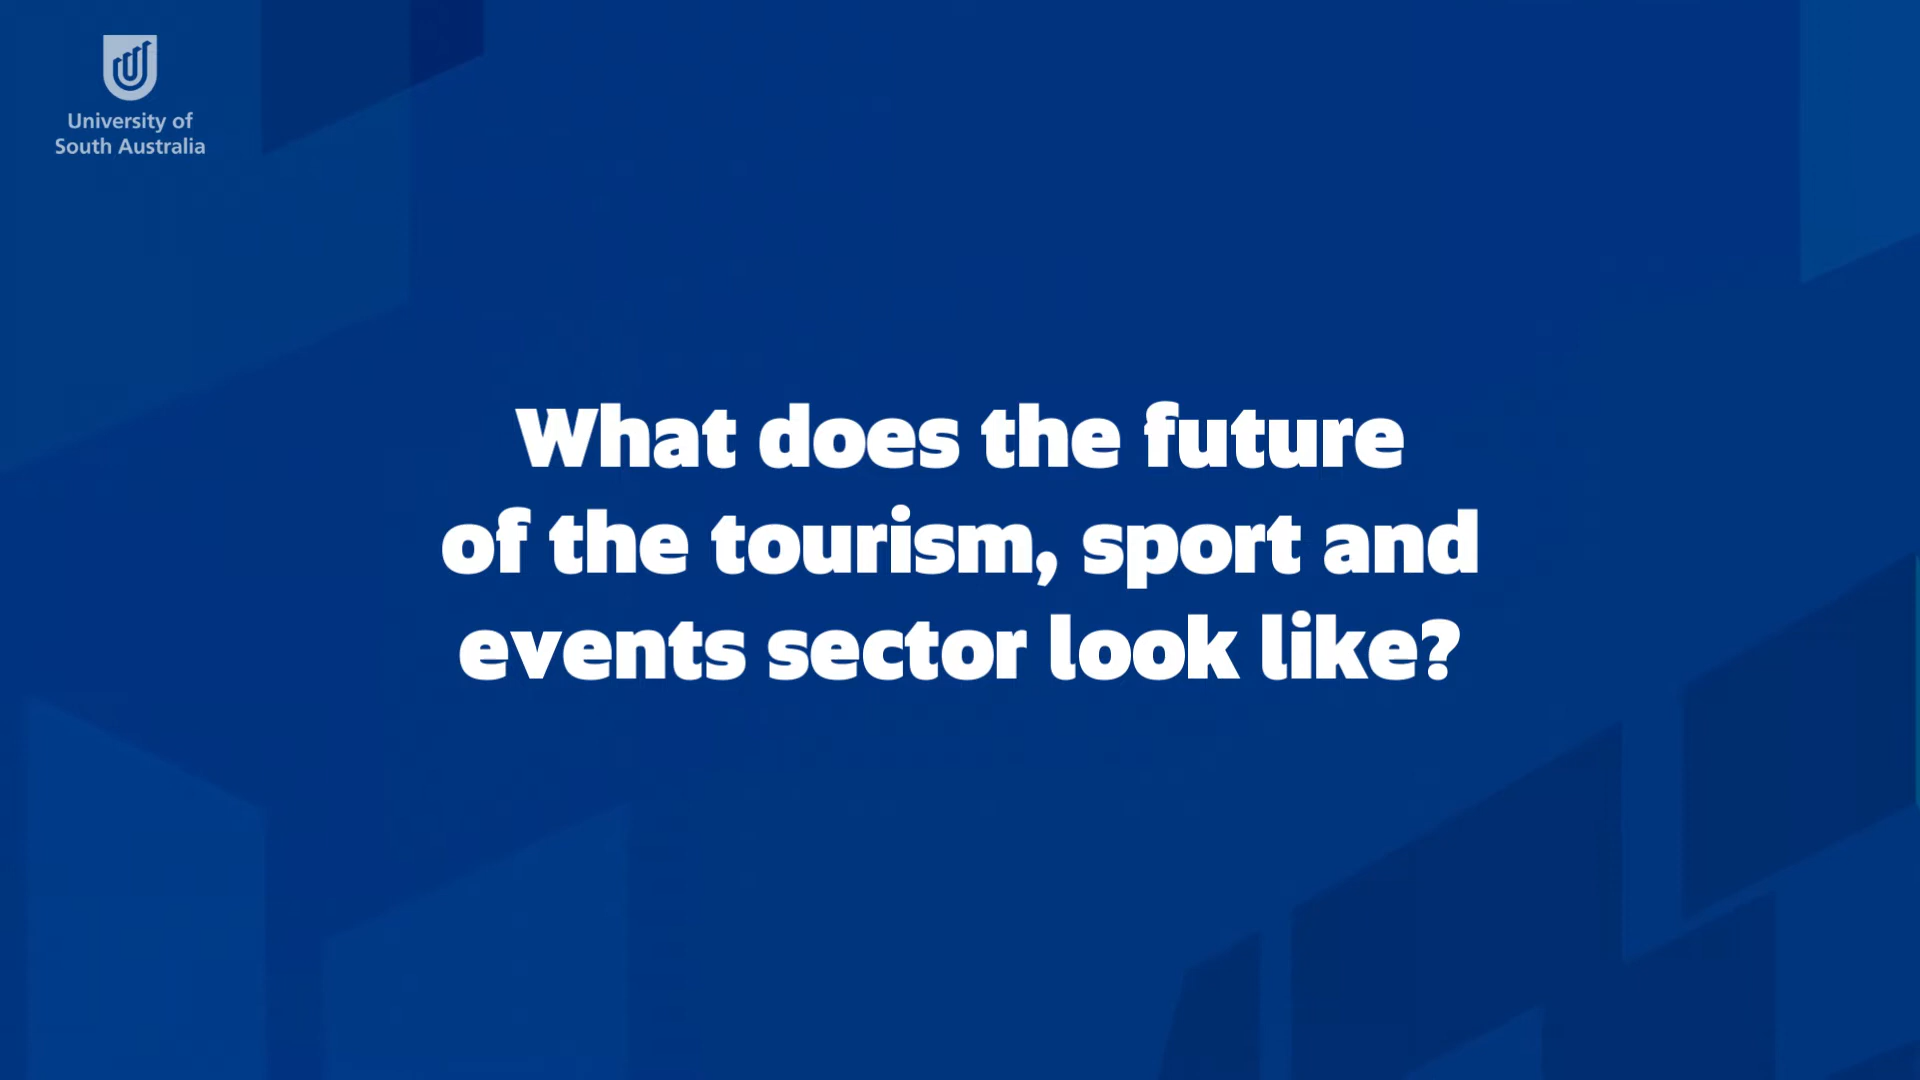 University of
South Australia
What does the future
of the tourism, sport and
events sector look like?